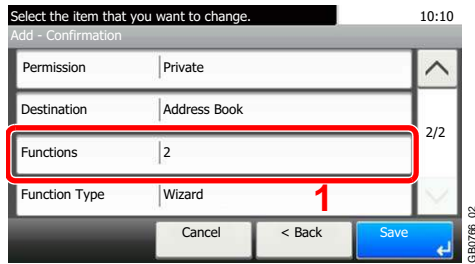 Select the item that you want to change.
10:10
Add - Confirmation
Permission Private
Destination Address Book
2/2
Functions 2
Function Type Wizard
1
Cancel < Back Save
GB0766_02